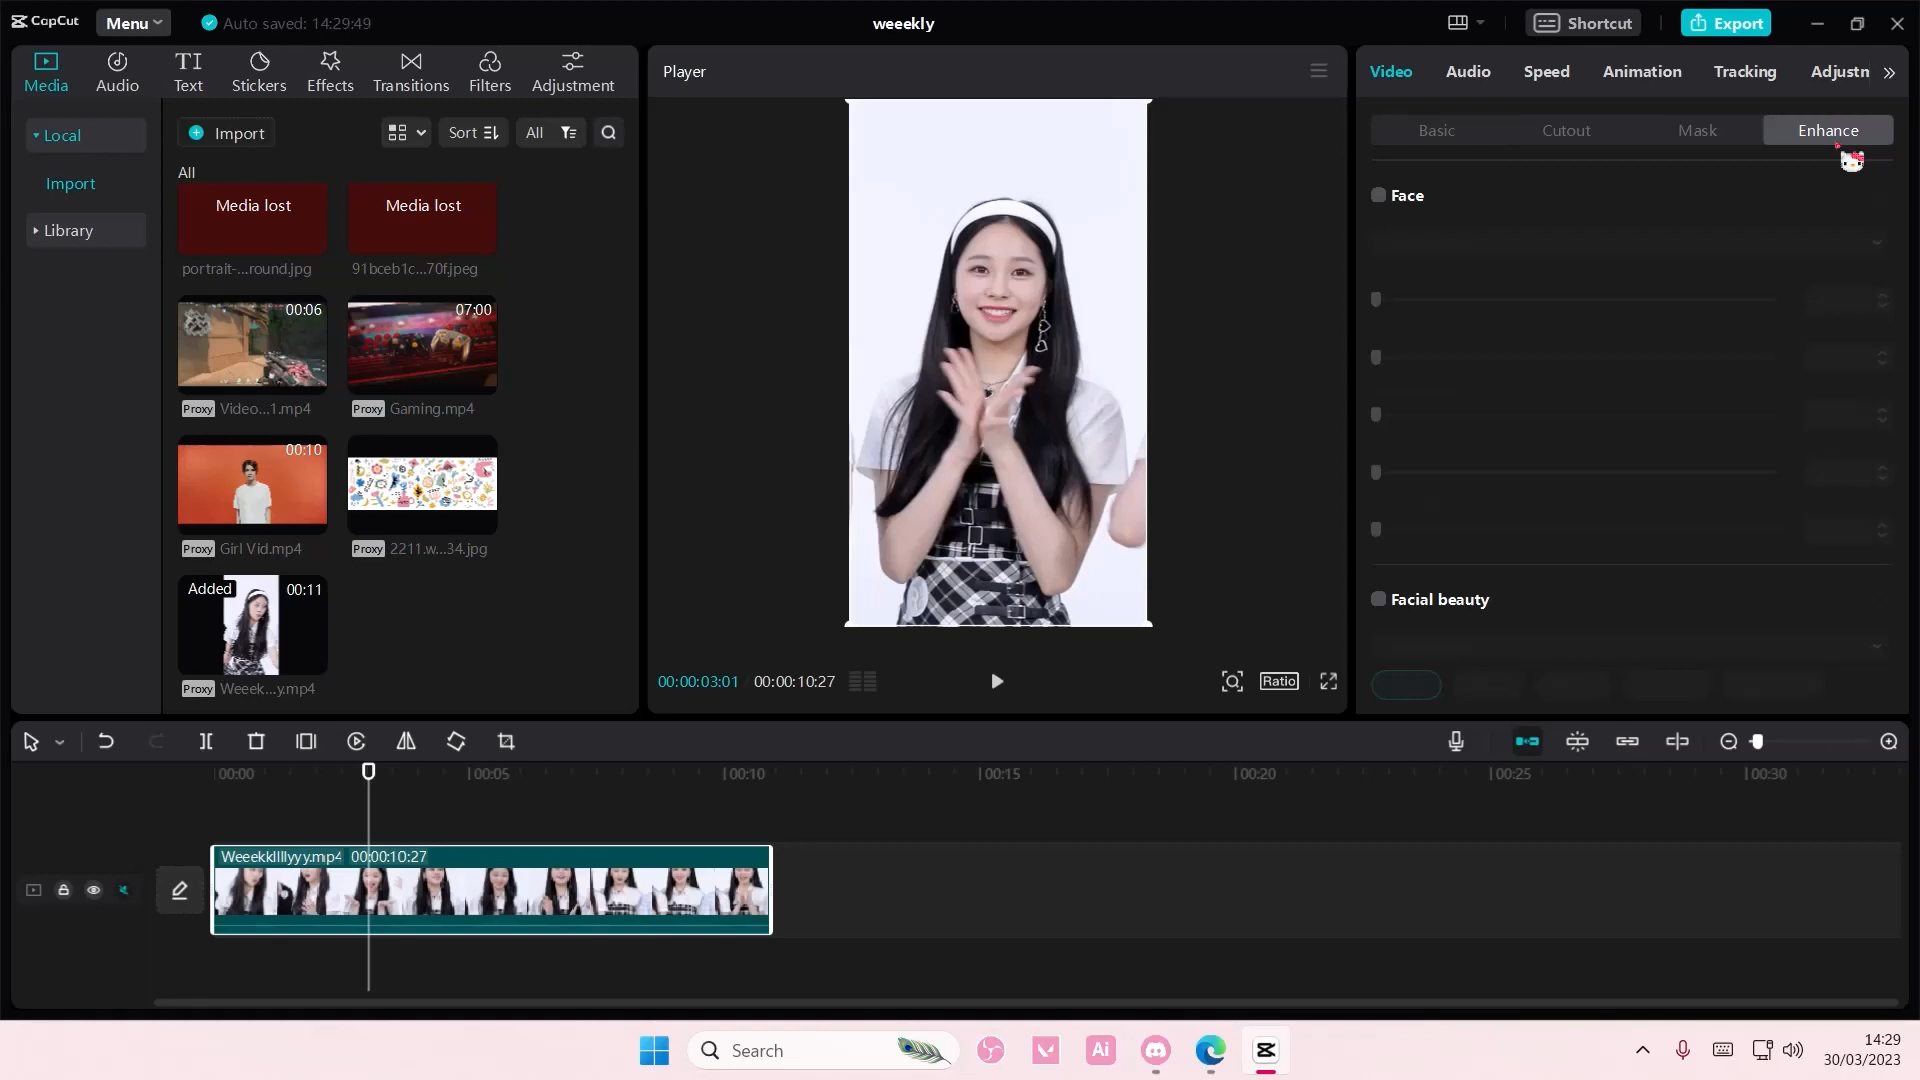 CapCut
Menu
Auto saved: 14:29:49
weeekly
Shortcut
Export
Media
Audio
TI
Text
Stickers
Effects
Transitions
Filters
Adjustment
Local
Import
Library
Import
Sort
All
All
Media lost
portrait-...round.jpg
Media lost
91bceb1c...70f.jpeg
00:06
Proxy Video...1.mp4
07:00
Proxy Gaming.mp4
00:10
Proxy Girl Vid.mp4
Proxy 2211.w...34.jpg
Added
00:11
Proxy Weeek...y.mp4
Player
00:00:03:01
00:00:10:27
Ratio
Video
Audio
Speed
Animation
Tracking
Adjustn
Basic
Cutout
Mask
Enhance
Face
Facial beauty
00:00
00:05
00:10
00:15
00:20
00:25
00:30
Weeekkllllyyy.mp4 00:00:10:27
Search
Ai
14:29
30/03/2023